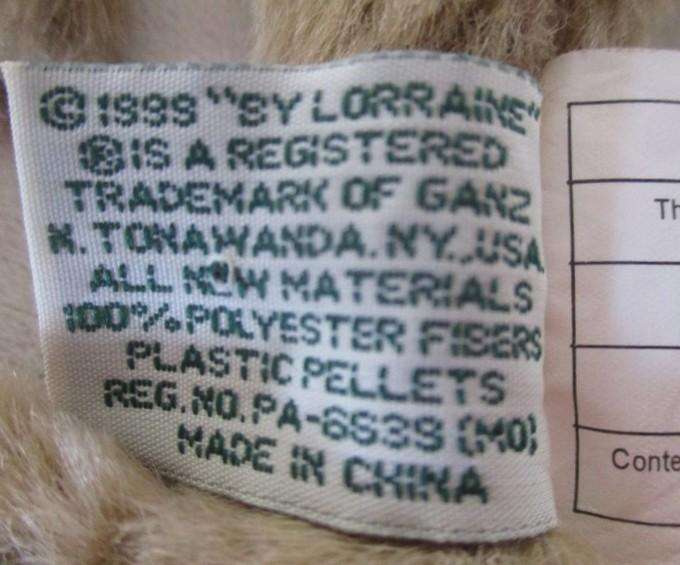 © 1999 "BY LORRAINE"
® IS A REGISTERED
TRADEMARK OF GANZ
N. TONAWANDA. NY., USA
ALL NEW MATERIALS
100% POLYESTER FIBERS
PLASTIC PELLETS
REG. NO. PA-6539 (MO)
MADE IN CHINA
Th
Conte